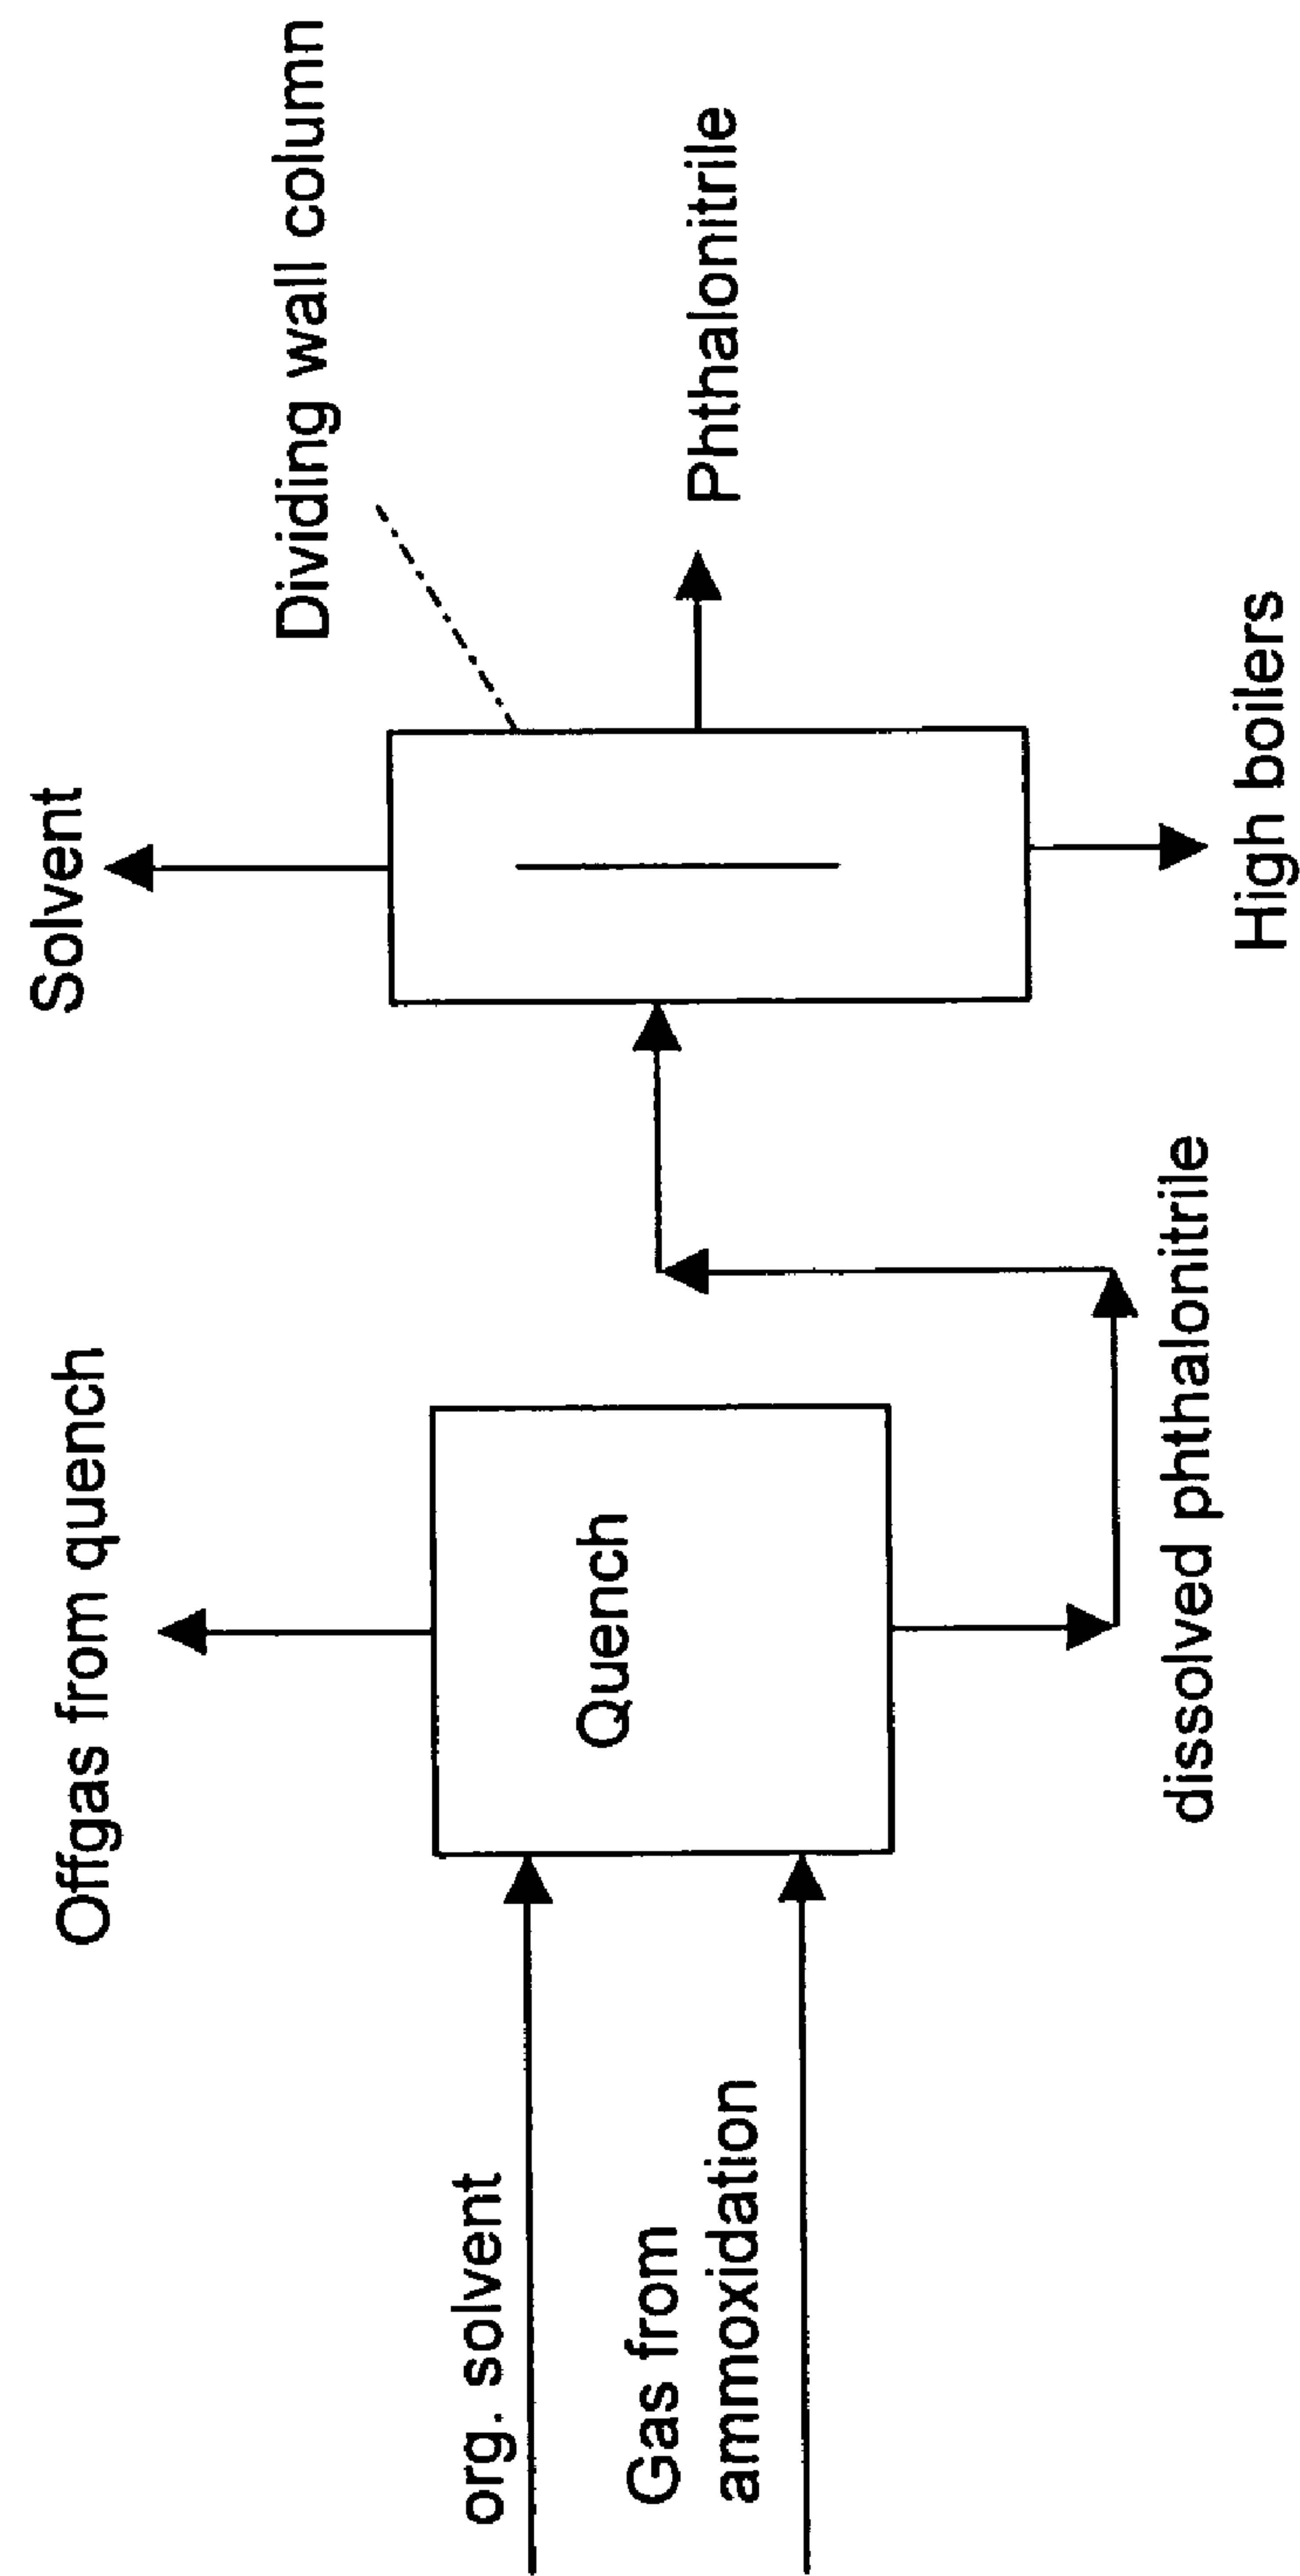 org. solvent
Gas from
ammoxidation
Offgas from quench
Quench
dissolved phthalonitrile
Solvent
Dividing wall column
Phthalonitrile
High boilers